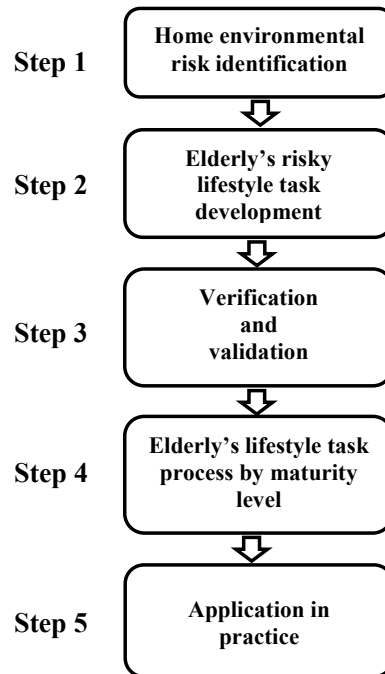 Step 1
Home environmental
risk identification
Step 2
Elderly's risky
lifestyle task
development
Step 3
Verification
and
validation
Step 4
Elderly's lifestyle task
process by maturity
level
Step 5
Application in
practice